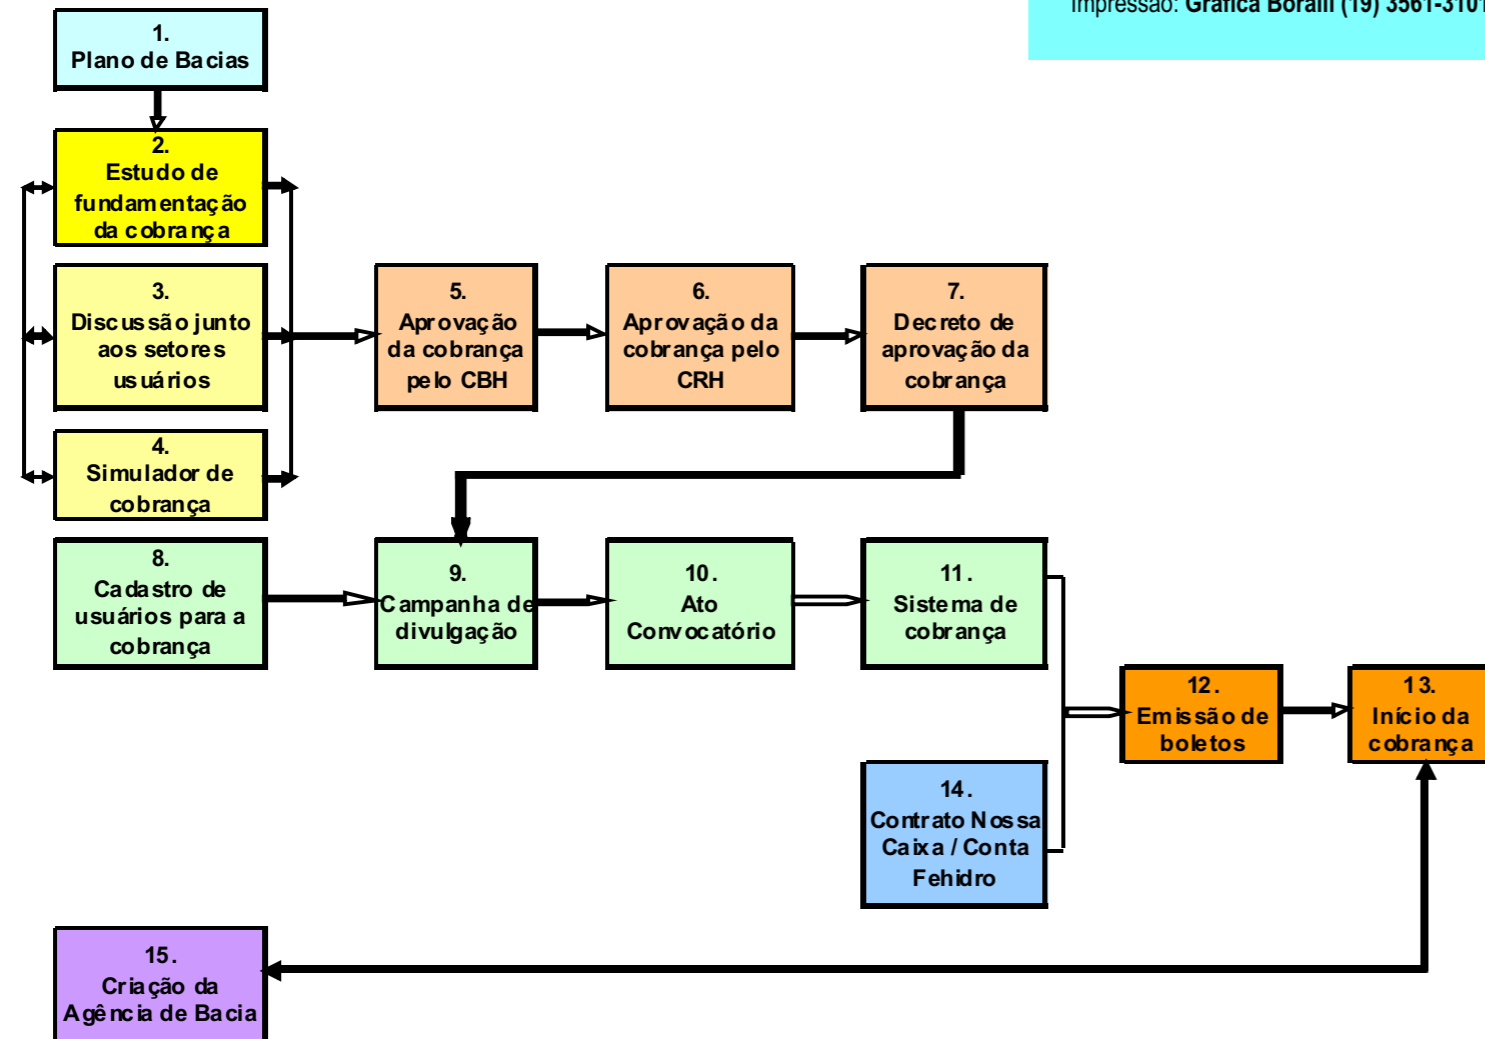 Impressão: Gráfica Boralli (19) 3561-3101
1.
Plano de Bacias
2.
Estudo de
fundamentação
da cobrança
3.
Discussão junto
aos setores
usuários
4.
Simulador de
cobrança
5.
Aprovação
da cobrança
pelo CBH
6.
Aprovação da
cobrança pelo
CRH
7.
Decreto de
aprovação da
cobrança
8.
Cadastro de
usuários para a
cobrança
9.
Campanha de
divulgação
10.
Ato
Convocatório
11.
Sistema de
cobrança
12.
Emissão de
boletos
13.
Início da
cobrança
14.
Contrato Nossa
Caixa / Conta
Fehidro
15.
Criação da
Agência de Bacia